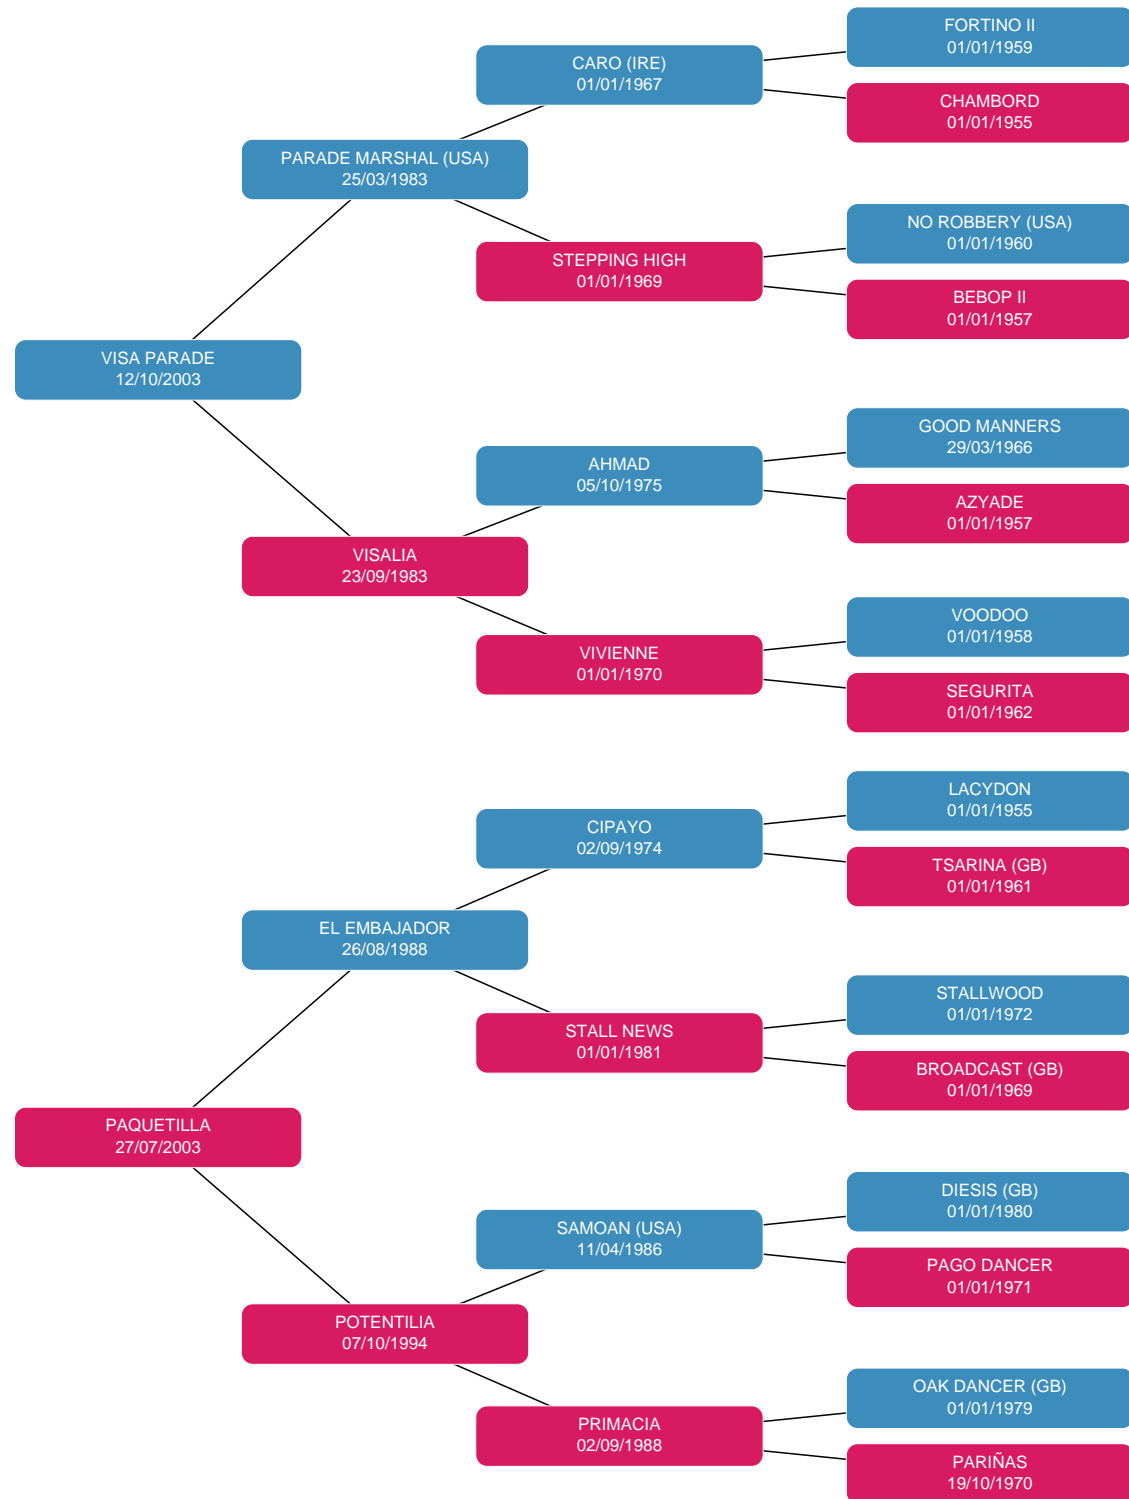 FORTINO II
01/01/1959
CARO (IRE)
01/01/1967
CHAMBORD
01/01/1955
PARADE MARSHAL (USA)
25/03/1983
NO ROBBERY (USA)
01/01/1960
STEPPING HIGH
01/01/1969
BEBOP II
01/01/1957
VISA PARADE
12/10/2003
GOOD MANNERS
29/03/1966
AHMAD
05/10/1975
AZYADE
01/01/1957
VISALIA
23/09/1983
VOODOO
01/01/1958
VIVIENNE
01/01/1970
SEGURITA
01/01/1962
LACYDON
01/01/1955
CIPAYO
02/09/1974
TSARINA (GB)
01/01/1961
EL EMBAJADOR
26/08/1988
STALLWOOD
01/01/1972
STALL NEWS
01/01/1981
BROADCAST (GB)
01/01/1969
PAQUETILLA
27/07/2003
DIESIS (GB)
01/01/1980
SAMOAN (USA)
11/04/1986
PAGO DANCER
01/01/1971
POTENTILIA
07/10/1994
OAK DANCER (GB)
01/01/1979
PRIMACIA
02/09/1988
PARIÑAS
19/10/1970